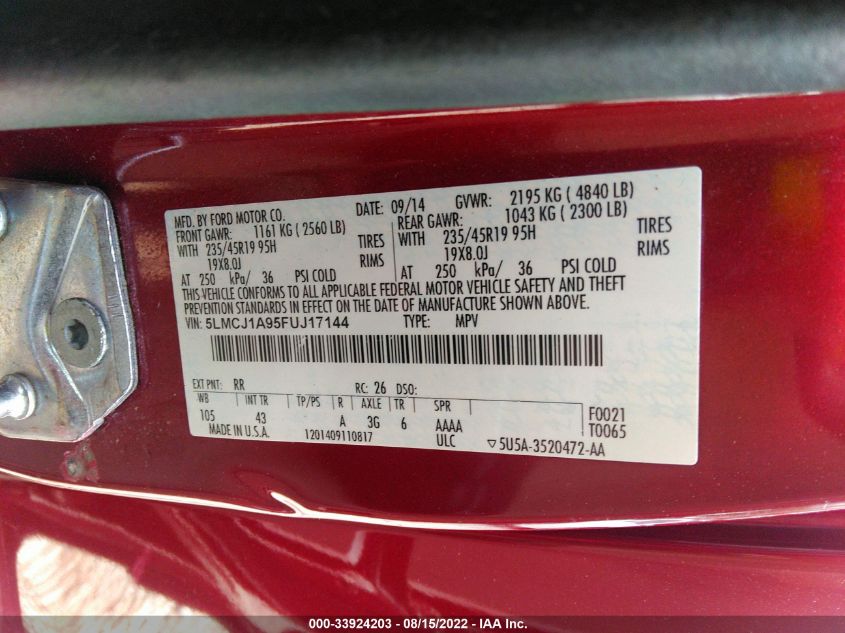 MFD. BY FORD MOTOR CO. DATE: 09/14 GVWR: 2195 KG ( 4840 LB)
FRONT GAWR: 1161 KG ( 2560 LB) REAR GAWR: 1043 KG ( 2300 LB)
WITH 235/45R19 95H TIRES WITH 235/45R19 95H TIRES
19X8.0J RIMS 19X8.0J RIMS
AT 250 kPa/ 36 PSI COLD AT 250 kPa/ 36 PSI COLD
THIS VEHICLE CONFORMS TO ALL APPLICABLE FEDERAL MOTOR VEHICLE SAFETY AND THEFT
PREVENTION STANDARDS IN EFFECT ON THE DATE OF MANUFACTURE SHOWN ABOVE.
VIN: 5LMCJ1A95FUJ17144 TYPE: MPV
EXT PNT: RR RC: 26 DSO:
WB INT TR TP/PS R AXLE TR SPR
105 43 A 3G 6 AAAA F0021
MADE IN U.S.A. 1201409110817 ULC ▽5U5A-3520472-AA T0065
000-33924203 - 08/15/2022 - IAA Inc.